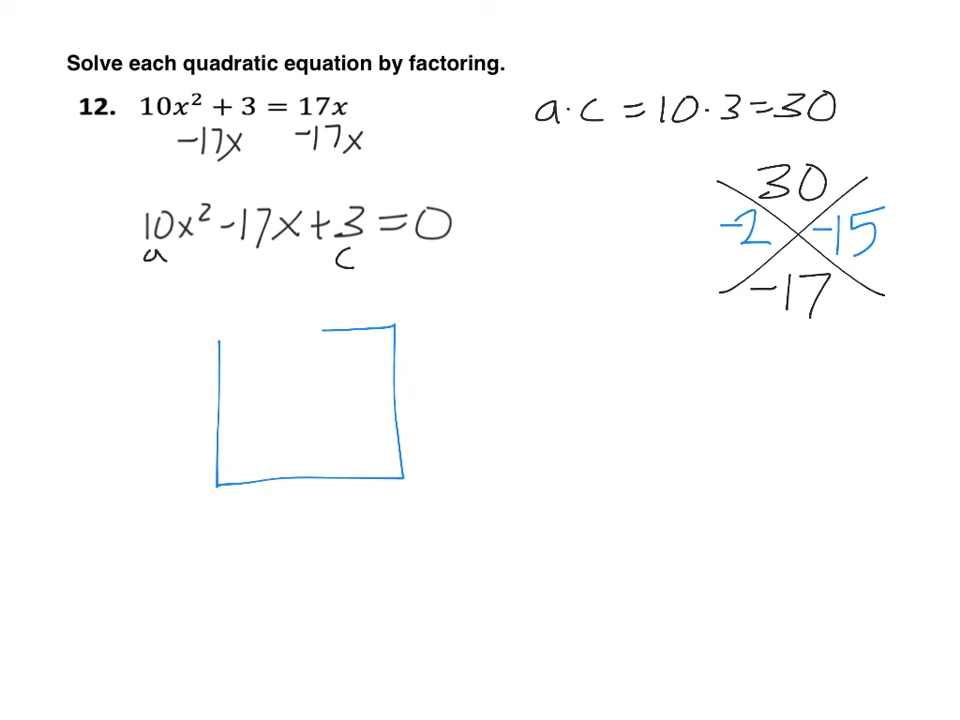 Solve each quadratic equation by factoring.
12. 10x² + 3 = 17x
-17x -17x
10x² - 17x + 3 = 0
a c
a · c = 10 · 3 = 30
30
-2 -15
-17